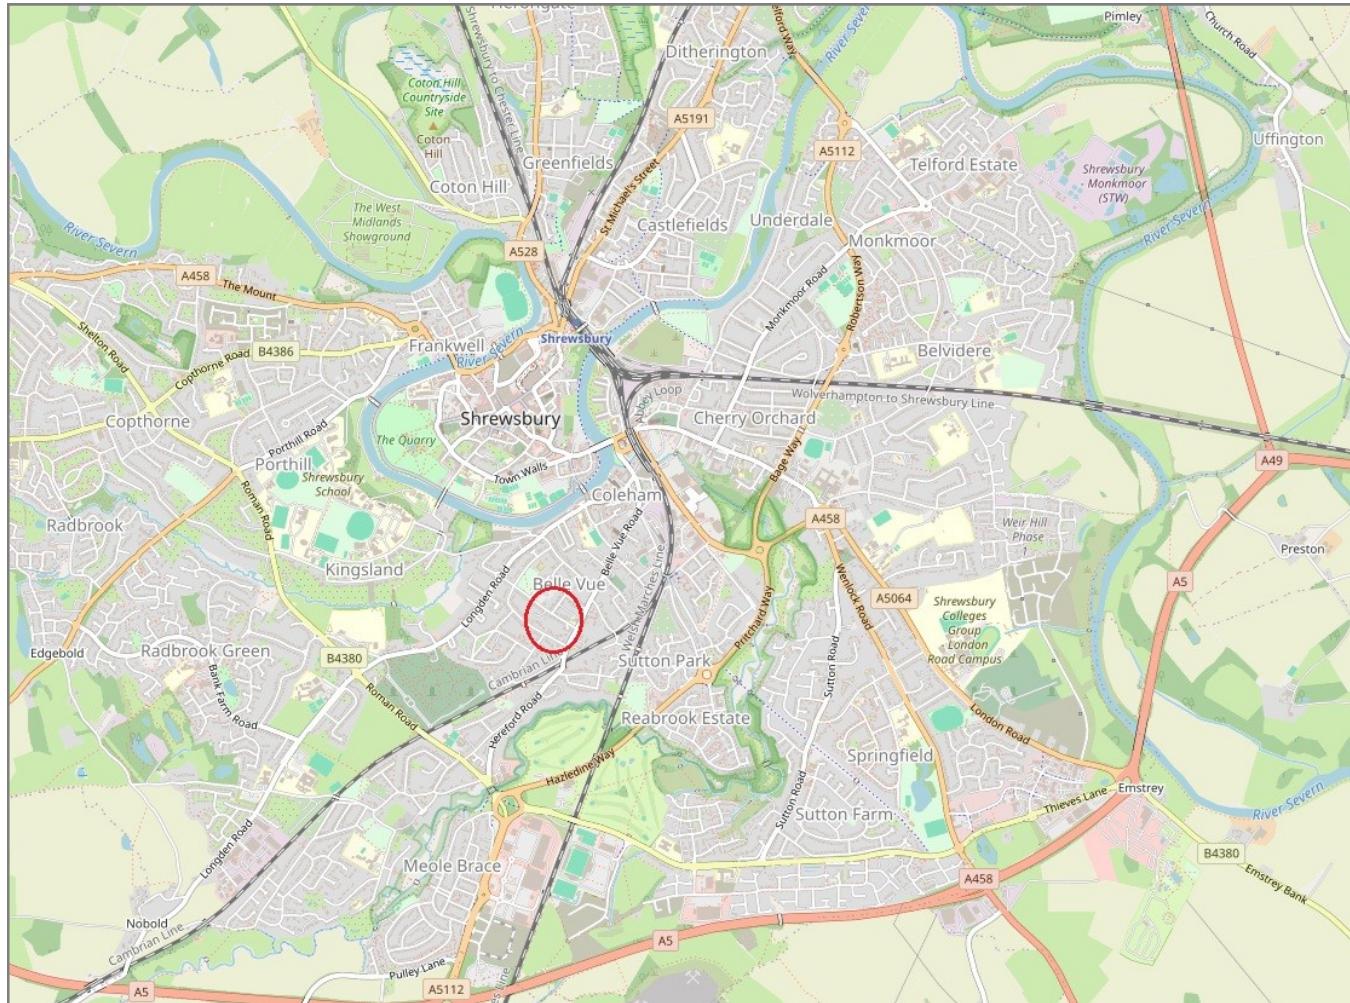 Pimley
Church Road
Telford Way
Ditherington
River Severn
Shrewsbury to Chester Line
Coton Hill
Countryside
Site
A5191
Uffington
Coton
Hill
A5112
Greenfields
Telford Estate
Shrewsbury
- Monkmoor
(STW)
Coton Hill
St Michael's Street
The West
Midlands
Showground
Castlefields
Underdale
River Severn
River Severn
A528
Monkmoor
A458
The Mount
Monkmoor Road
Robertson Way
Shelton Road
Frankwell
River Severn
Shrewsbury
B4386
Copthorne Road
Belvidere
Abbey Loop
Wolverhampton to Shrewsbury Line
Copthorne
Shrewsbury
Cherry Orchard
Porthill Road
The Quarry
Bage Way
A49
Porthill
Shrewsbury
School
Town Walls
Roman Road
Coleham
Radbrook
A458
Weir Hill
Phase
1
Preston
Belle Vue Road
Kingsland
Longden Road
Belle Vue
Welsh Marches Line
A5
Pritchard Way
Wenlock Road
A5064
Shrewsbury
Colleges
Group
London
Road Campus
Edgebold
Radbrook Green
B4380
Cambrian Line
Sutton Park
Sutton Road
Bank Farm Road
Roman Road
Hereford Road
Reabrook Estate
London Road
Springfield
Hazledine Way
Emstrey
Thieves Lane
River Severn
Sutton Road
Sutton Farm
Longden Road
Meole Brace
B4380
Emstrey Bank
A458
Nobold
Cambrian Line
A5
Pulley Lane
A5
A5112